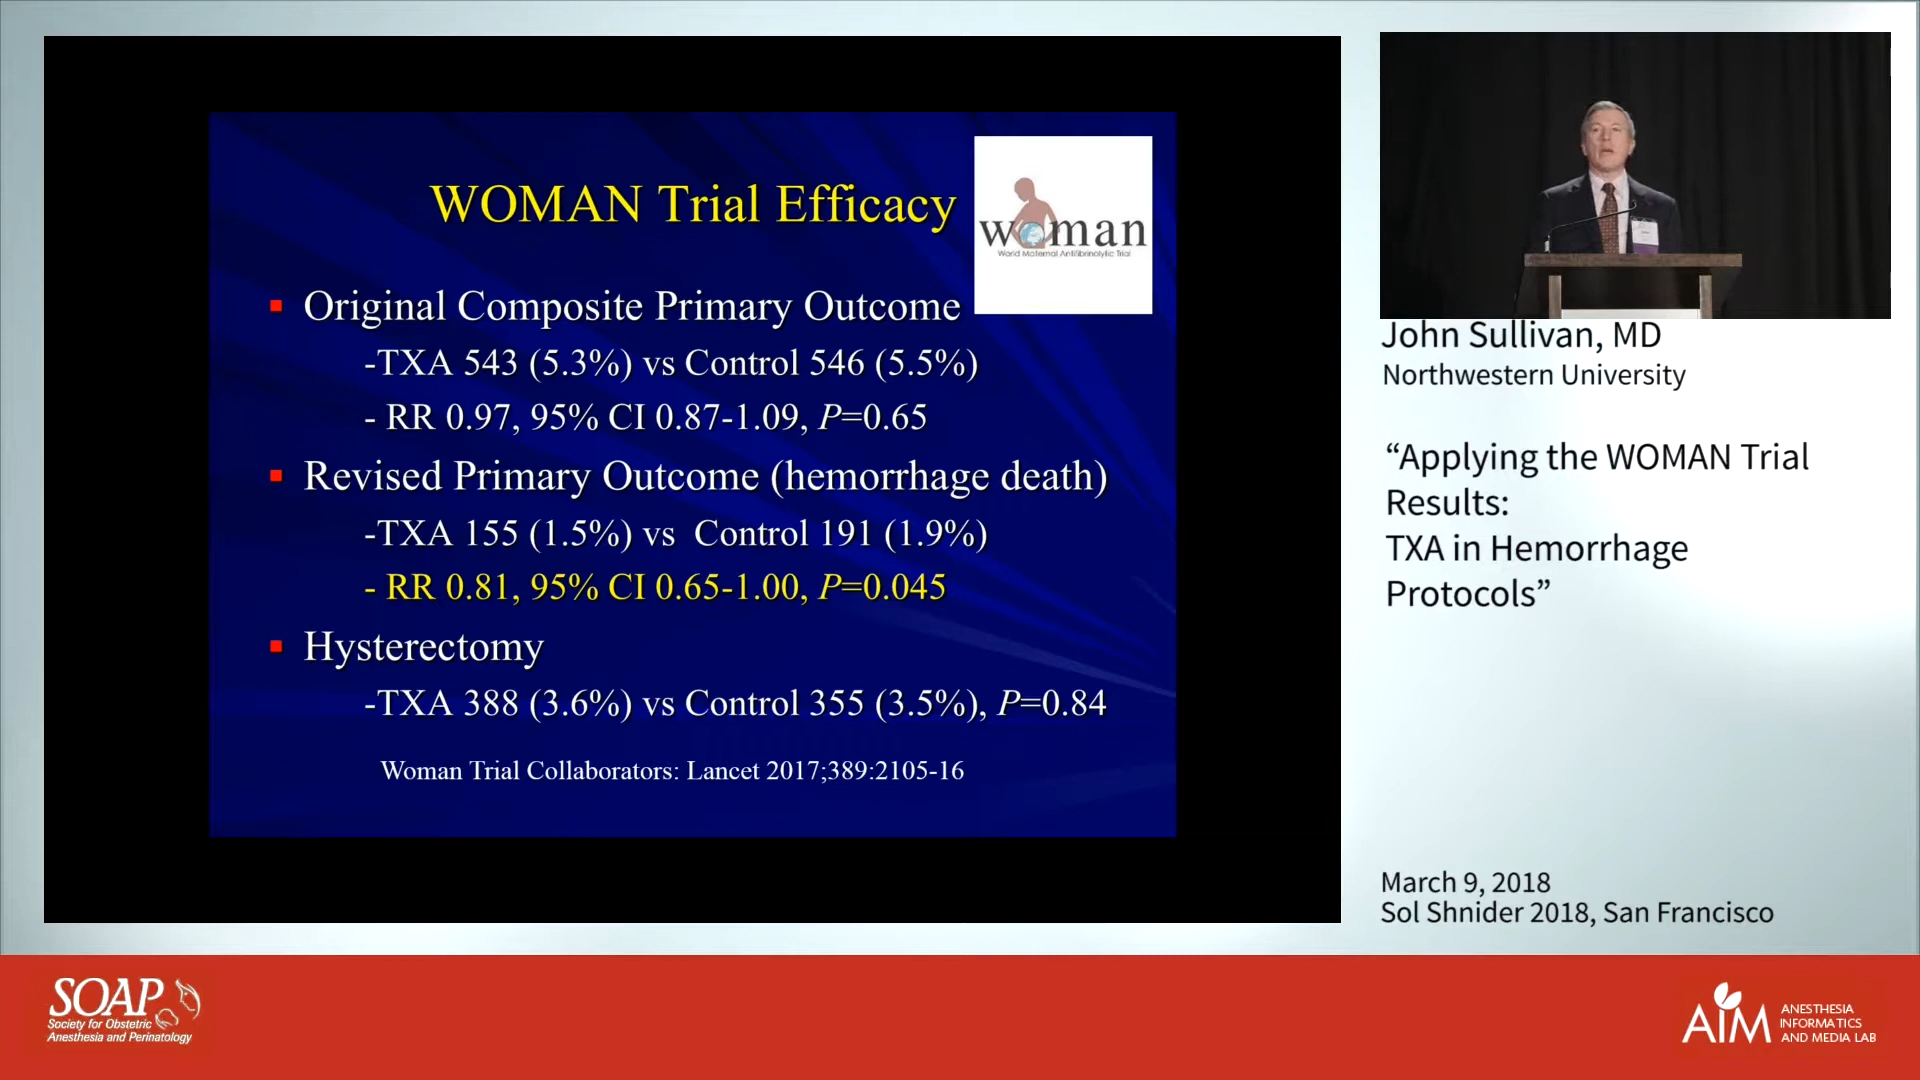 WOMAN Trial Efficacy
woman
World Maternal Antifibrinolytic Trial
▪ Original Composite Primary Outcome
-TXA 543 (5.3%) vs Control 546 (5.5%)
- RR 0.97, 95% CI 0.87-1.09, P=0.65
▪ Revised Primary Outcome (hemorrhage death)
-TXA 155 (1.5%) vs Control 191 (1.9%)
- RR 0.81, 95% CI 0.65-1.00, P=0.045
▪ Hysterectomy
-TXA 388 (3.6%) vs Control 355 (3.5%), P=0.84
Woman Trial Collaborators: Lancet 2017;389:2105-16
John Sullivan, MD
Northwestern University
“Applying the WOMAN Trial
Results:
TXA in Hemorrhage
Protocols”
March 9, 2018
Sol Shnider 2018, San Francisco
SOAP
Society for Obstetric
Anesthesia and Perinatology
AIM
ANESTHESIA
INFORMATICS
AND MEDIA LAB